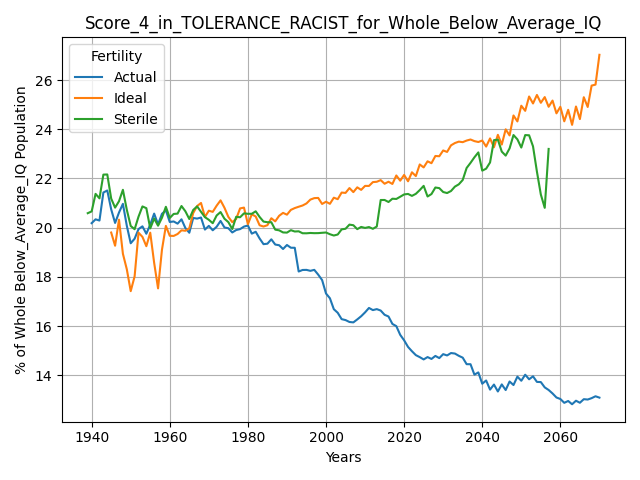 Score_4_in_TOLERANCE_RACIST_for_Whole_Below_Average_IQ
% of Whole Below_Average_IQ Population
26
24
22
20
18
16
14
Fertility
Actual
Ideal
Sterile
1940 1960 1980 2000 2020 2040 2060
Years